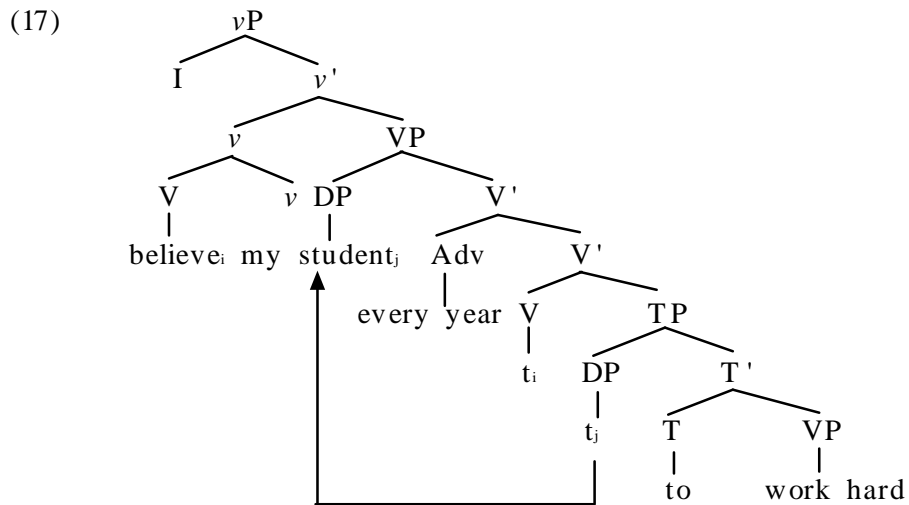 (17) vP
I v'
v VP
V v DP V'
believeᵢ my studentⱼ Adv V'
every year V TP
tᵢ DP T'
tⱼ T VP
to work hard